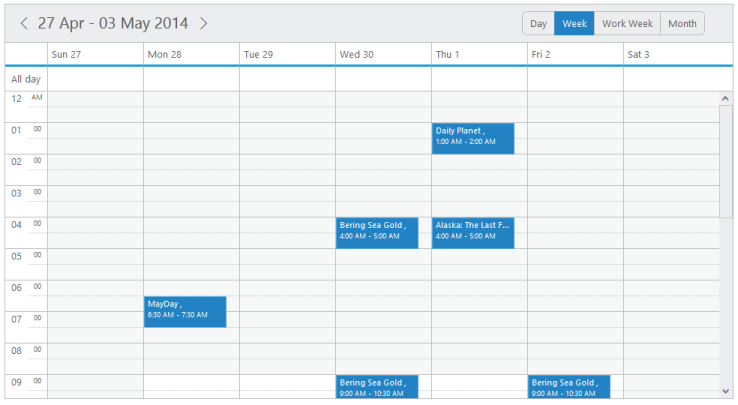 27 Apr - 03 May 2014
Day Week Work Week Month
Sun 27 Mon 28 Tue 29 Wed 30 Thu 1 Fri 2 Sat 3
All day
12 AM
01 00
Daily Planet ,
1:00 AM - 2:00 AM
02 00
03 00
04 00
Bering Sea Gold ,
4:00 AM - 5:00 AM
Alaska: The Last F...
4:00 AM - 5:00 AM
05 00
06 00
MayDay ,
6:30 AM - 7:30 AM
07 00
08 00
09 00
Bering Sea Gold ,
9:00 AM - 10:30 AM
Bering Sea Gold ,
9:00 AM - 10:30 AM